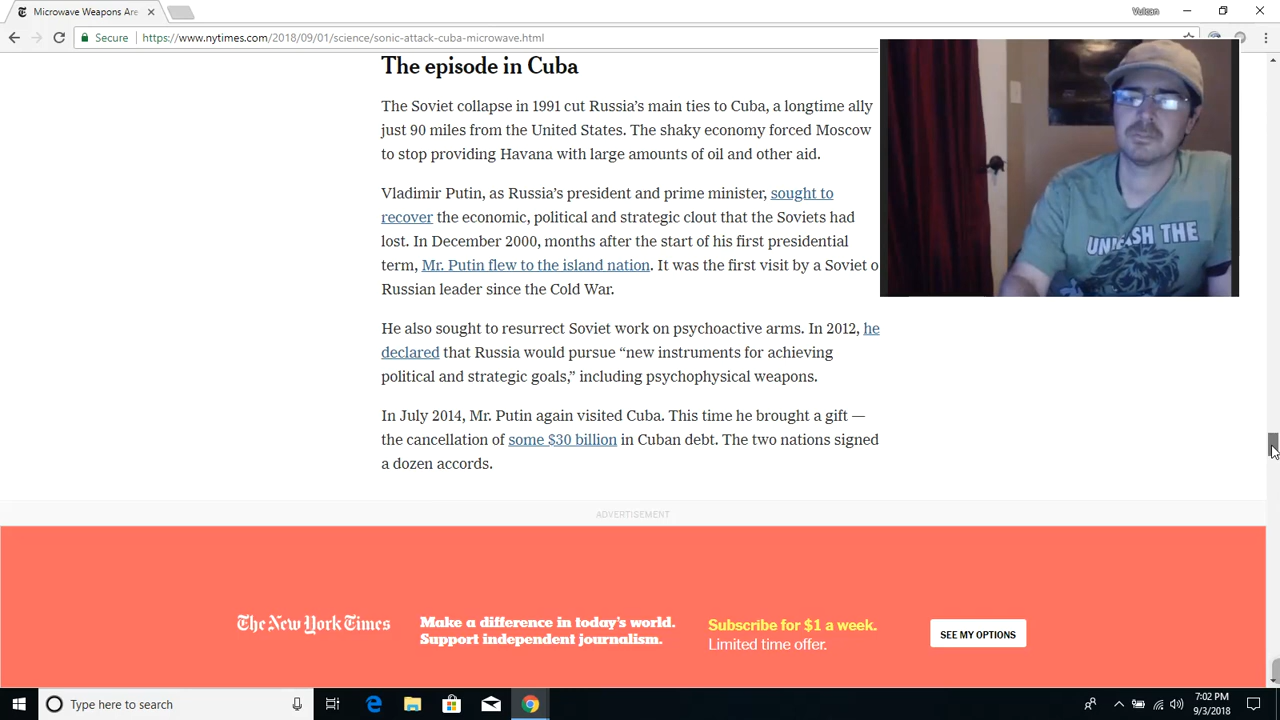 Microwave Weapons Are
Vulcan
Secure
https://www.nytimes.com/2018/09/01/science/sonic-attack-cuba-microwave.html
The episode in Cuba
The Soviet collapse in 1991 cut Russia’s main ties to Cuba, a longtime ally
just 90 miles from the United States. The shaky economy forced Moscow
to stop providing Havana with large amounts of oil and other aid.
Vladimir Putin, as Russia’s president and prime minister, sought to
recover the economic, political and strategic clout that the Soviets had
lost. In December 2000, months after the start of his first presidential
term, Mr. Putin flew to the island nation. It was the first visit by a Soviet o
Russian leader since the Cold War.
He also sought to resurrect Soviet work on psychoactive arms. In 2012, he
declared that Russia would pursue “new instruments for achieving
political and strategic goals,” including psychophysical weapons.
In July 2014, Mr. Putin again visited Cuba. This time he brought a gift —
the cancellation of some $30 billion in Cuban debt. The two nations signed
a dozen accords.
UNLEASH THE
ADVERTISEMENT
The New York Times
Make a difference in today’s world.
Support independent journalism.
Subscribe for $1 a week.
Limited time offer.
SEE MY OPTIONS
Type here to search
7:02 PM
9/3/2018